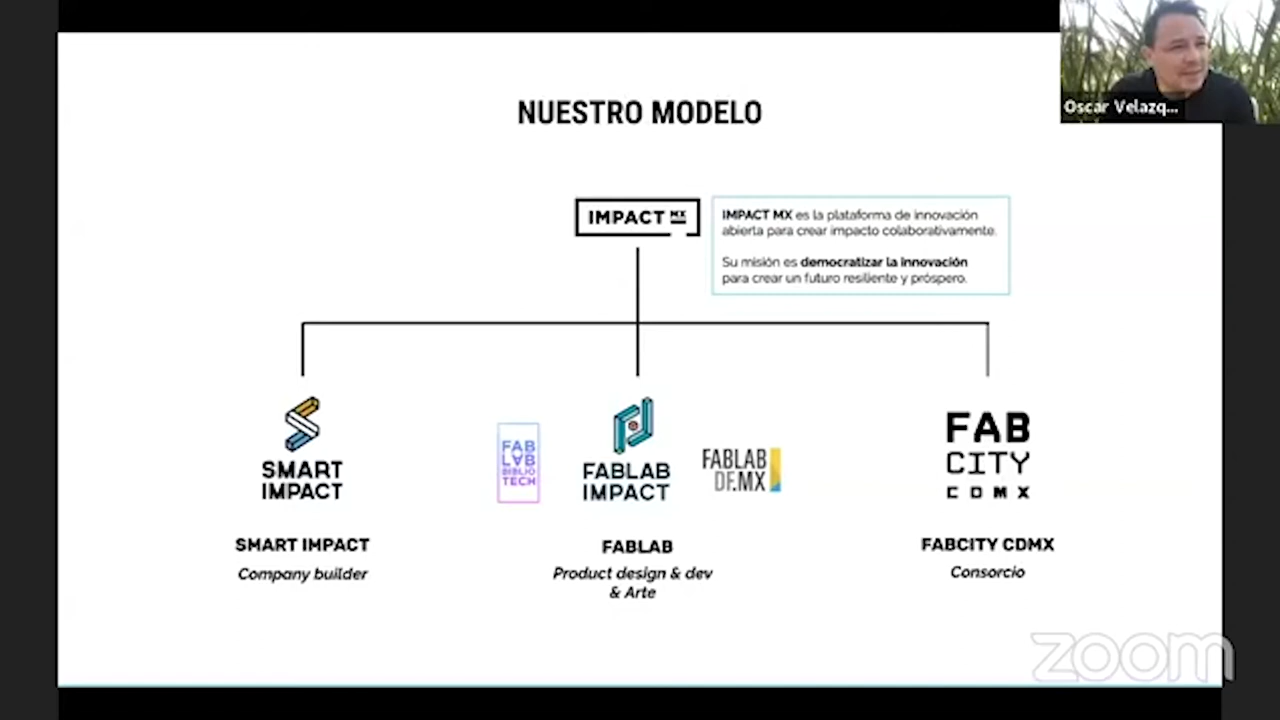 Oscar Velazq...
NUESTRO MODELO
IMPACT MX
IMPACT MX es la plataforma de innovación
abierta para crear impacto colaborativamente.
Su misión es democratizar la innovación
para crear un futuro resiliente y próspero.
SMART
IMPACT
FAB
LAB
BIBLIO
TECH
FABLAB
IMPACT
FABLAB
DF.MX
FAB
CITY
CDMX
SMART IMPACT
Company builder
FABLAB
Product design & dev
& Arte
FABCITY CDMX
Consorcio
zoom